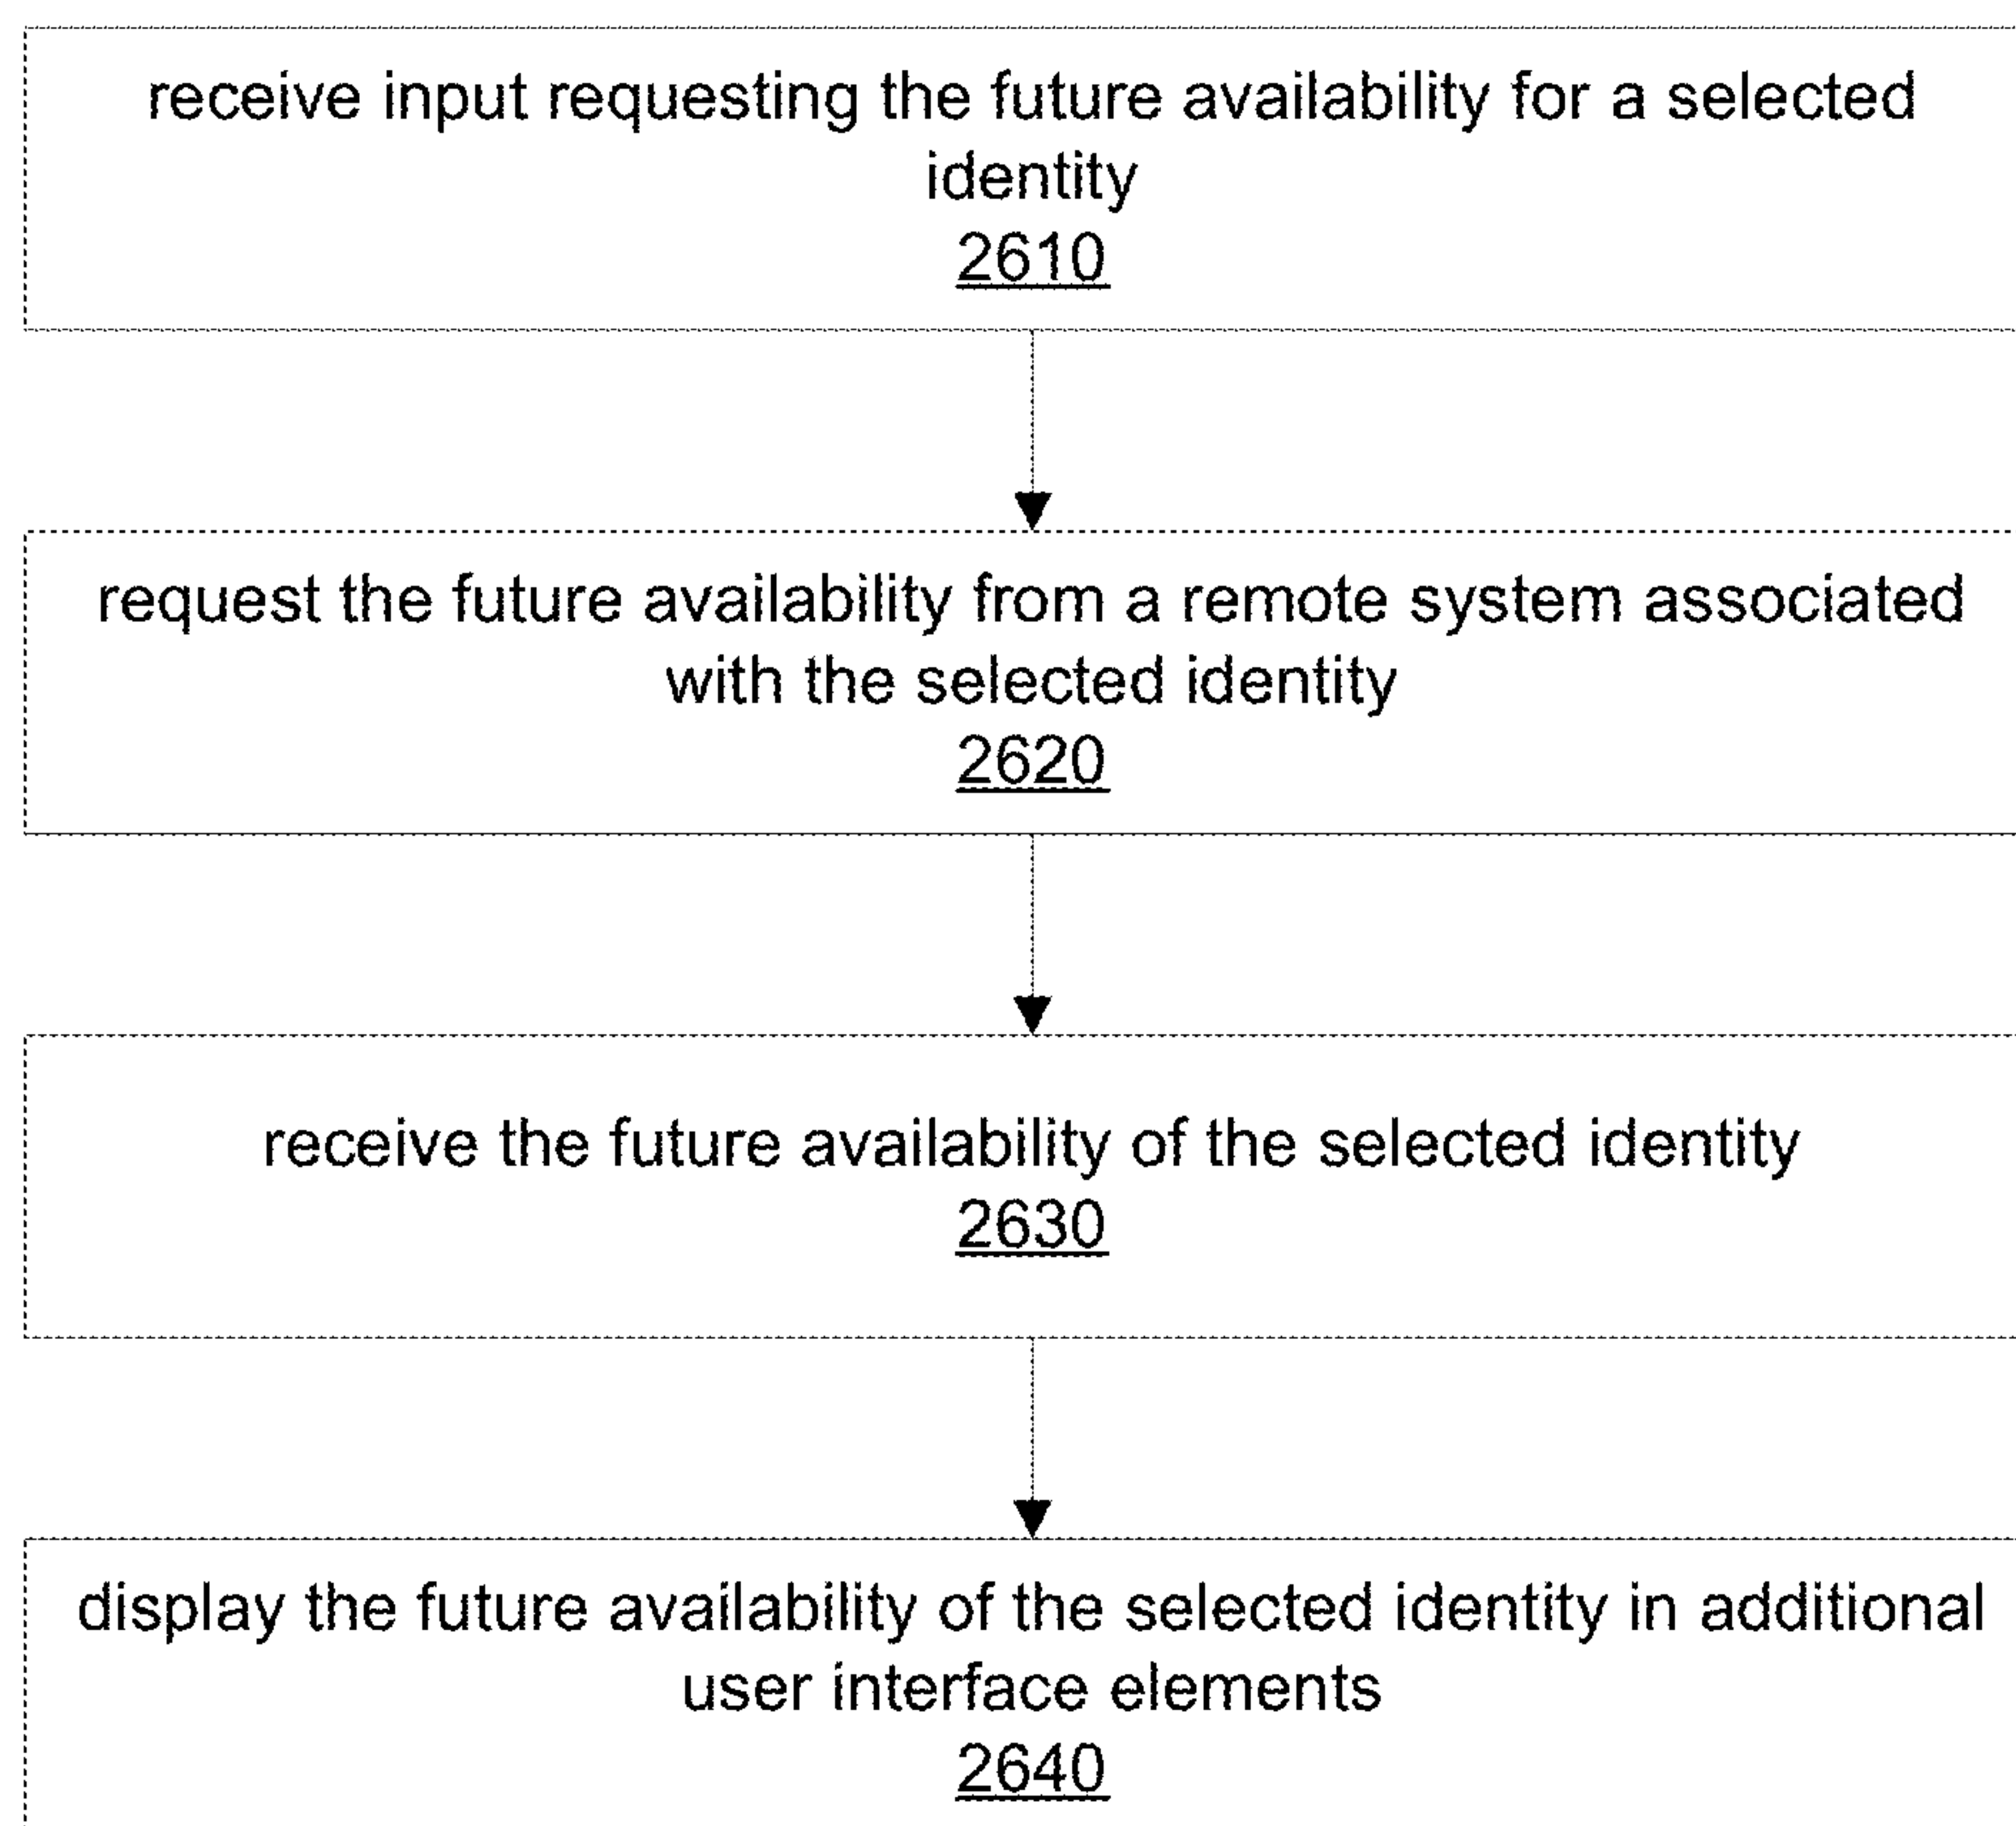 receive input requesting the future availability for a selected
identity
2610
request the future availability from a remote system associated
with the selected identity
2620
receive the future availability of the selected identity
2630
display the future availability of the selected identity in additional
user interface elements
2640